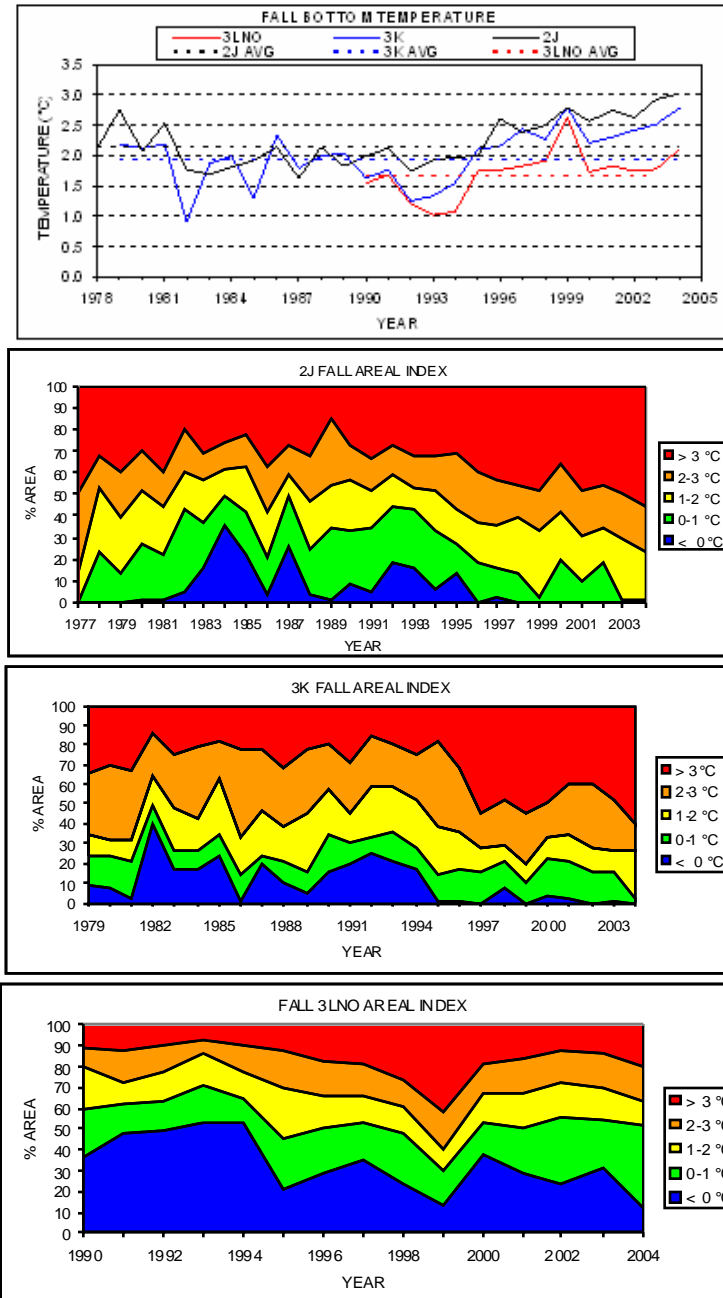 FALL BOTTOM TEMPERATURE
3LNO 3K 2J
2J AVG 3K AVG 3LNO AVG
TEMPERATURE (°C)
3.5
3.0
2.5
2.0
1.5
1.0
0.5
0.0
1978 1981 1984 1987 1990 1993 1996 1999 2002 2005
YEAR
2J FALL AREAL INDEX
% AREA
100
90
80
70
60
50
40
30
20
10
0
1977 1979 1981 1983 1985 1987 1989 1991 1993 1995 1997 1999 2001 2003
YEAR
> 3 °C
2-3 °C
1-2 °C
0-1 °C
< 0 °C
3K FALL AREAL INDEX
% AREA
100
90
80
70
60
50
40
30
20
10
0
1979 1982 1985 1988 1991 1994 1997 2000 2003
YEAR
> 3 °C
2-3 °C
1-2 °C
0-1 °C
< 0 °C
FALL 3LNO AREAL INDEX
% AREA
100
90
80
70
60
50
40
30
20
10
0
1990 1992 1994 1996 1998 2000 2002 2004
YEAR
> 3 °C
2-3 °C
1-2 °C
0-1 °C
< 0 °C